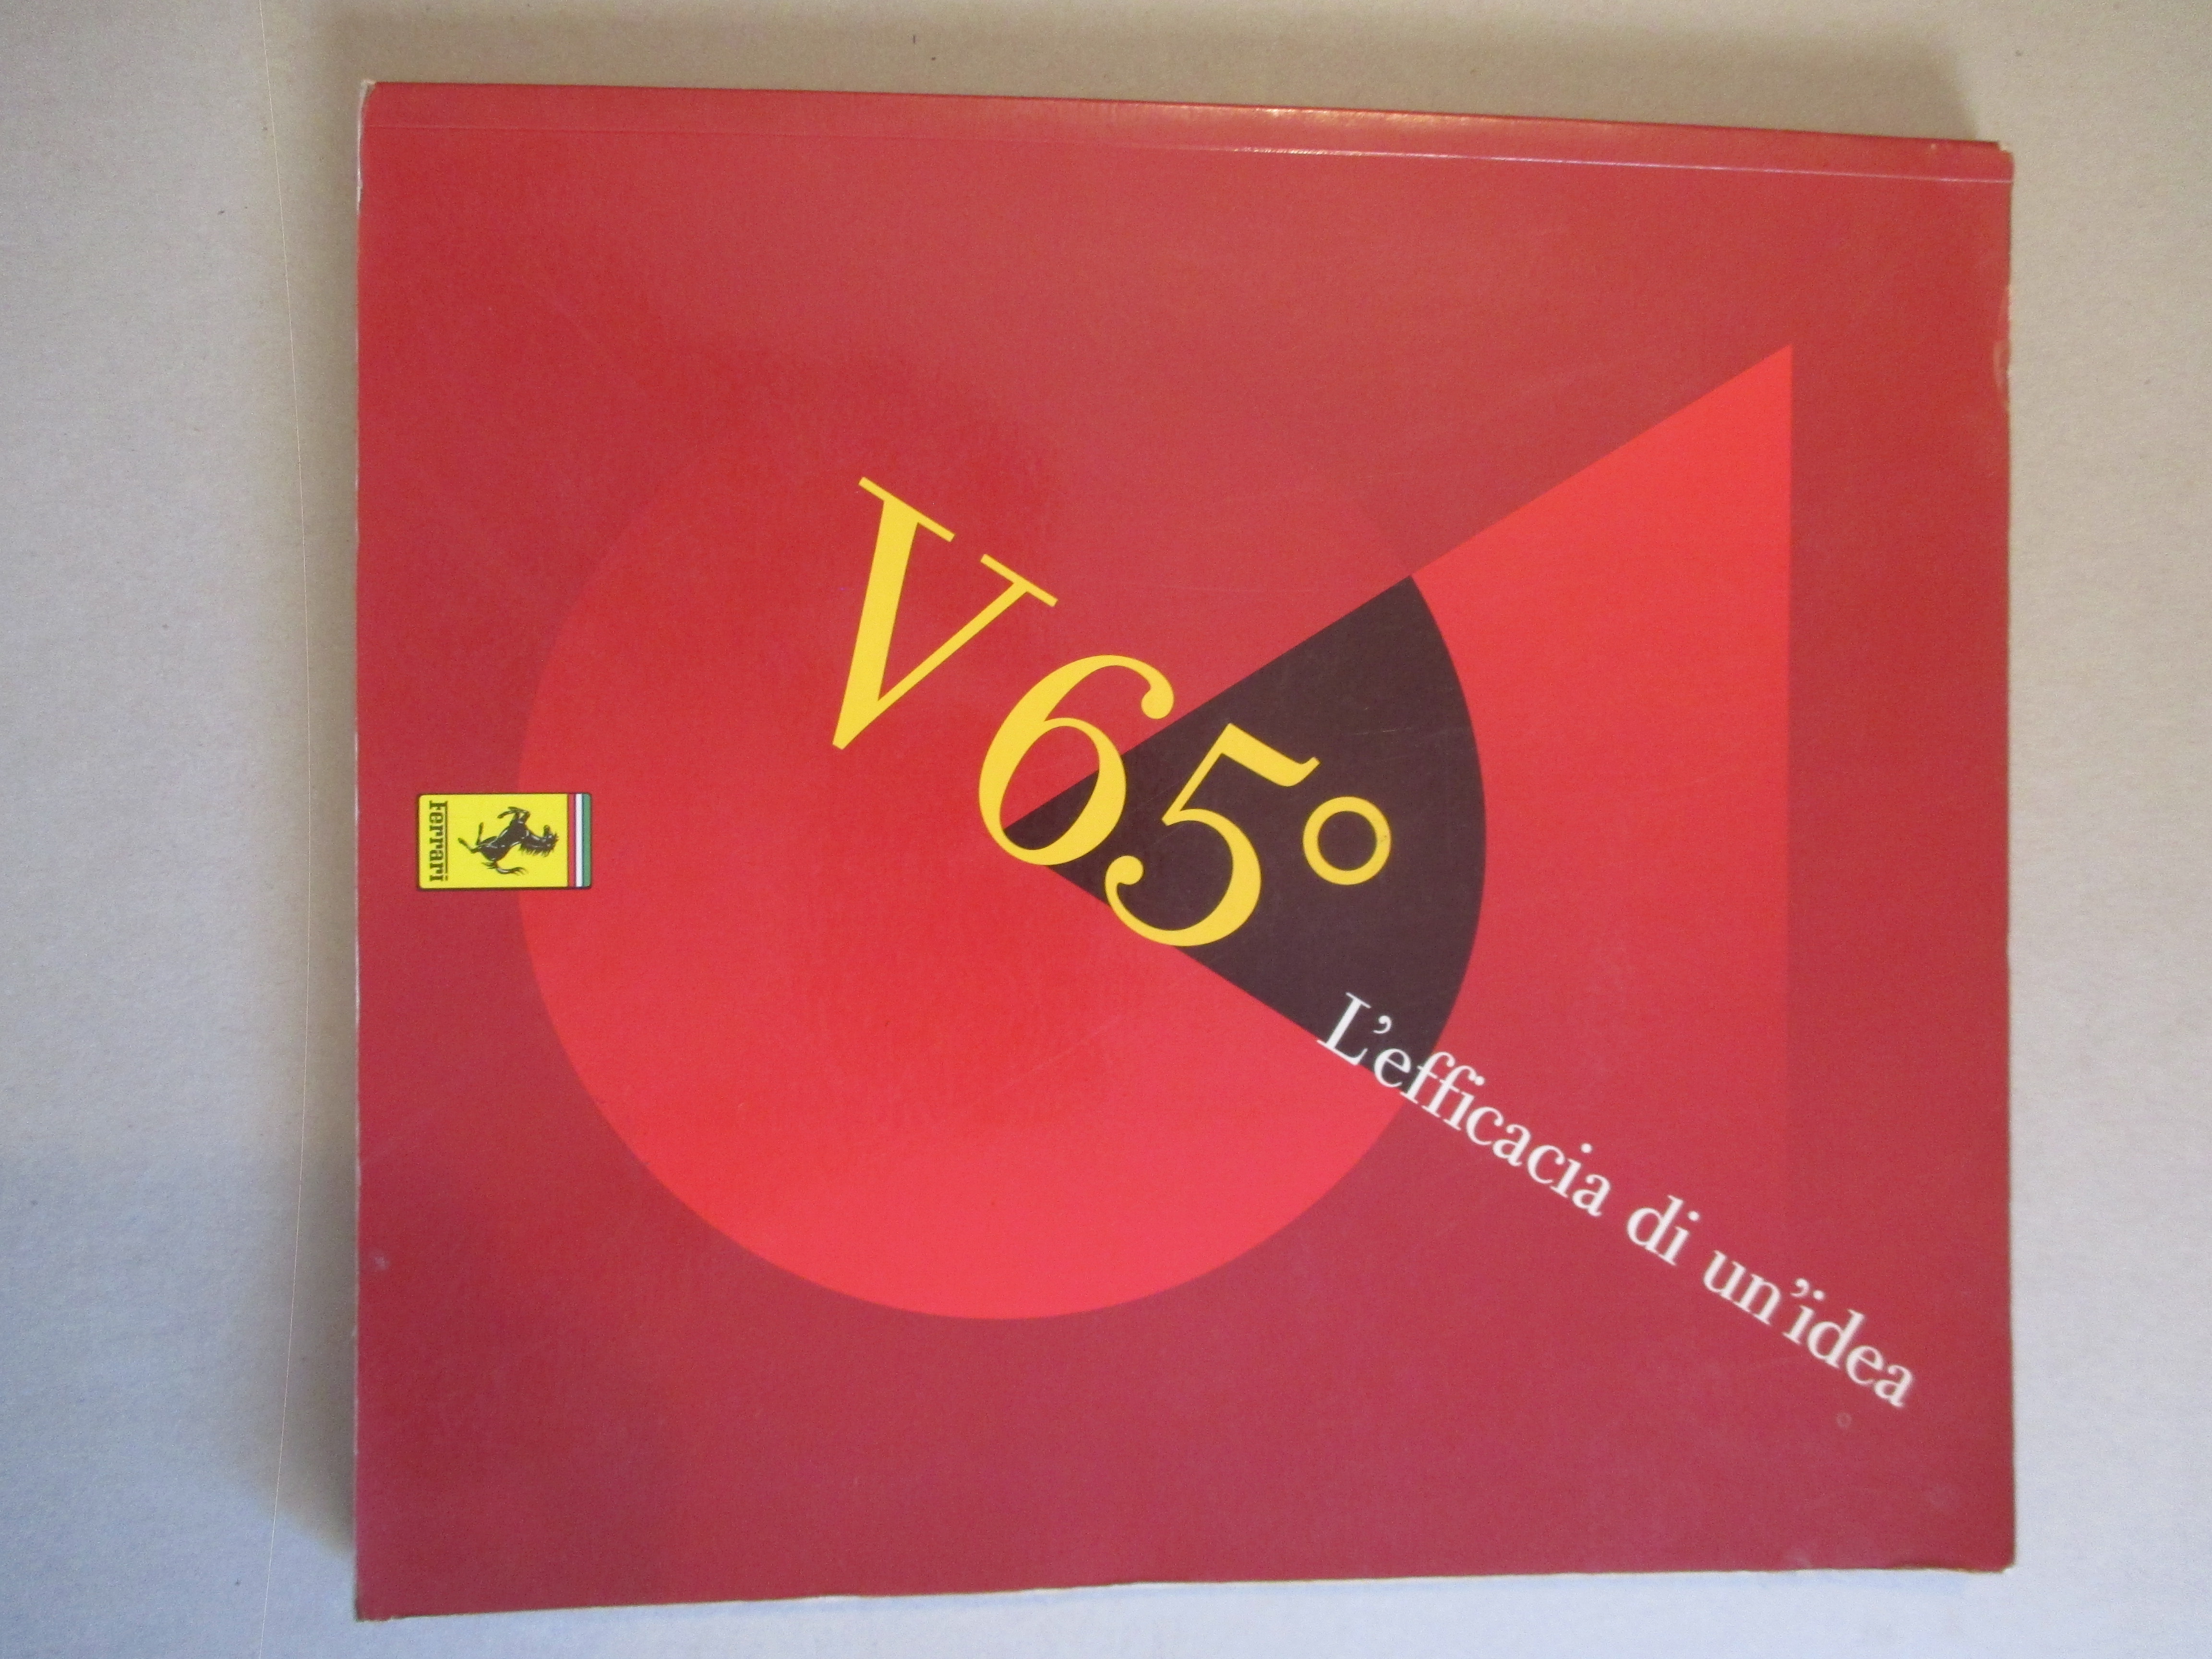 V65°
L'efficacia di un'idea
Ferrari